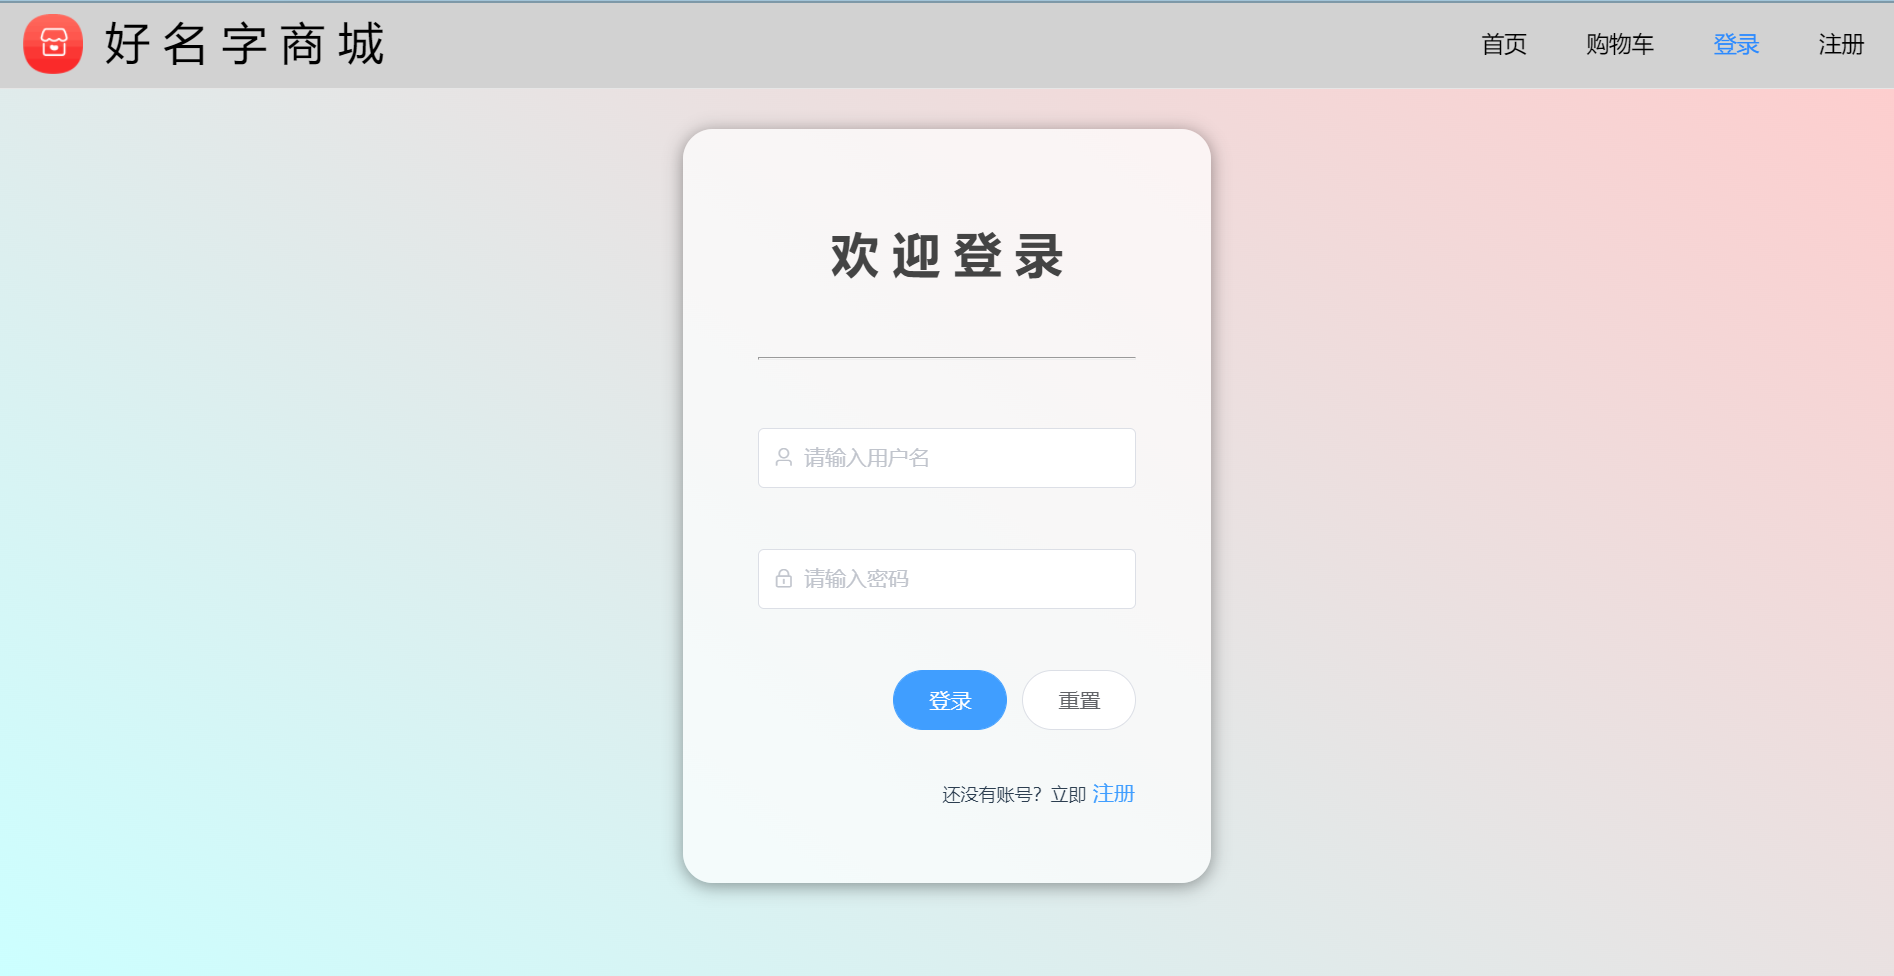 好名字商城
首页 购物车 登录 注册
欢迎登录
请输入用户名
请输入密码
登录 重置
还没有账号？立即 注册